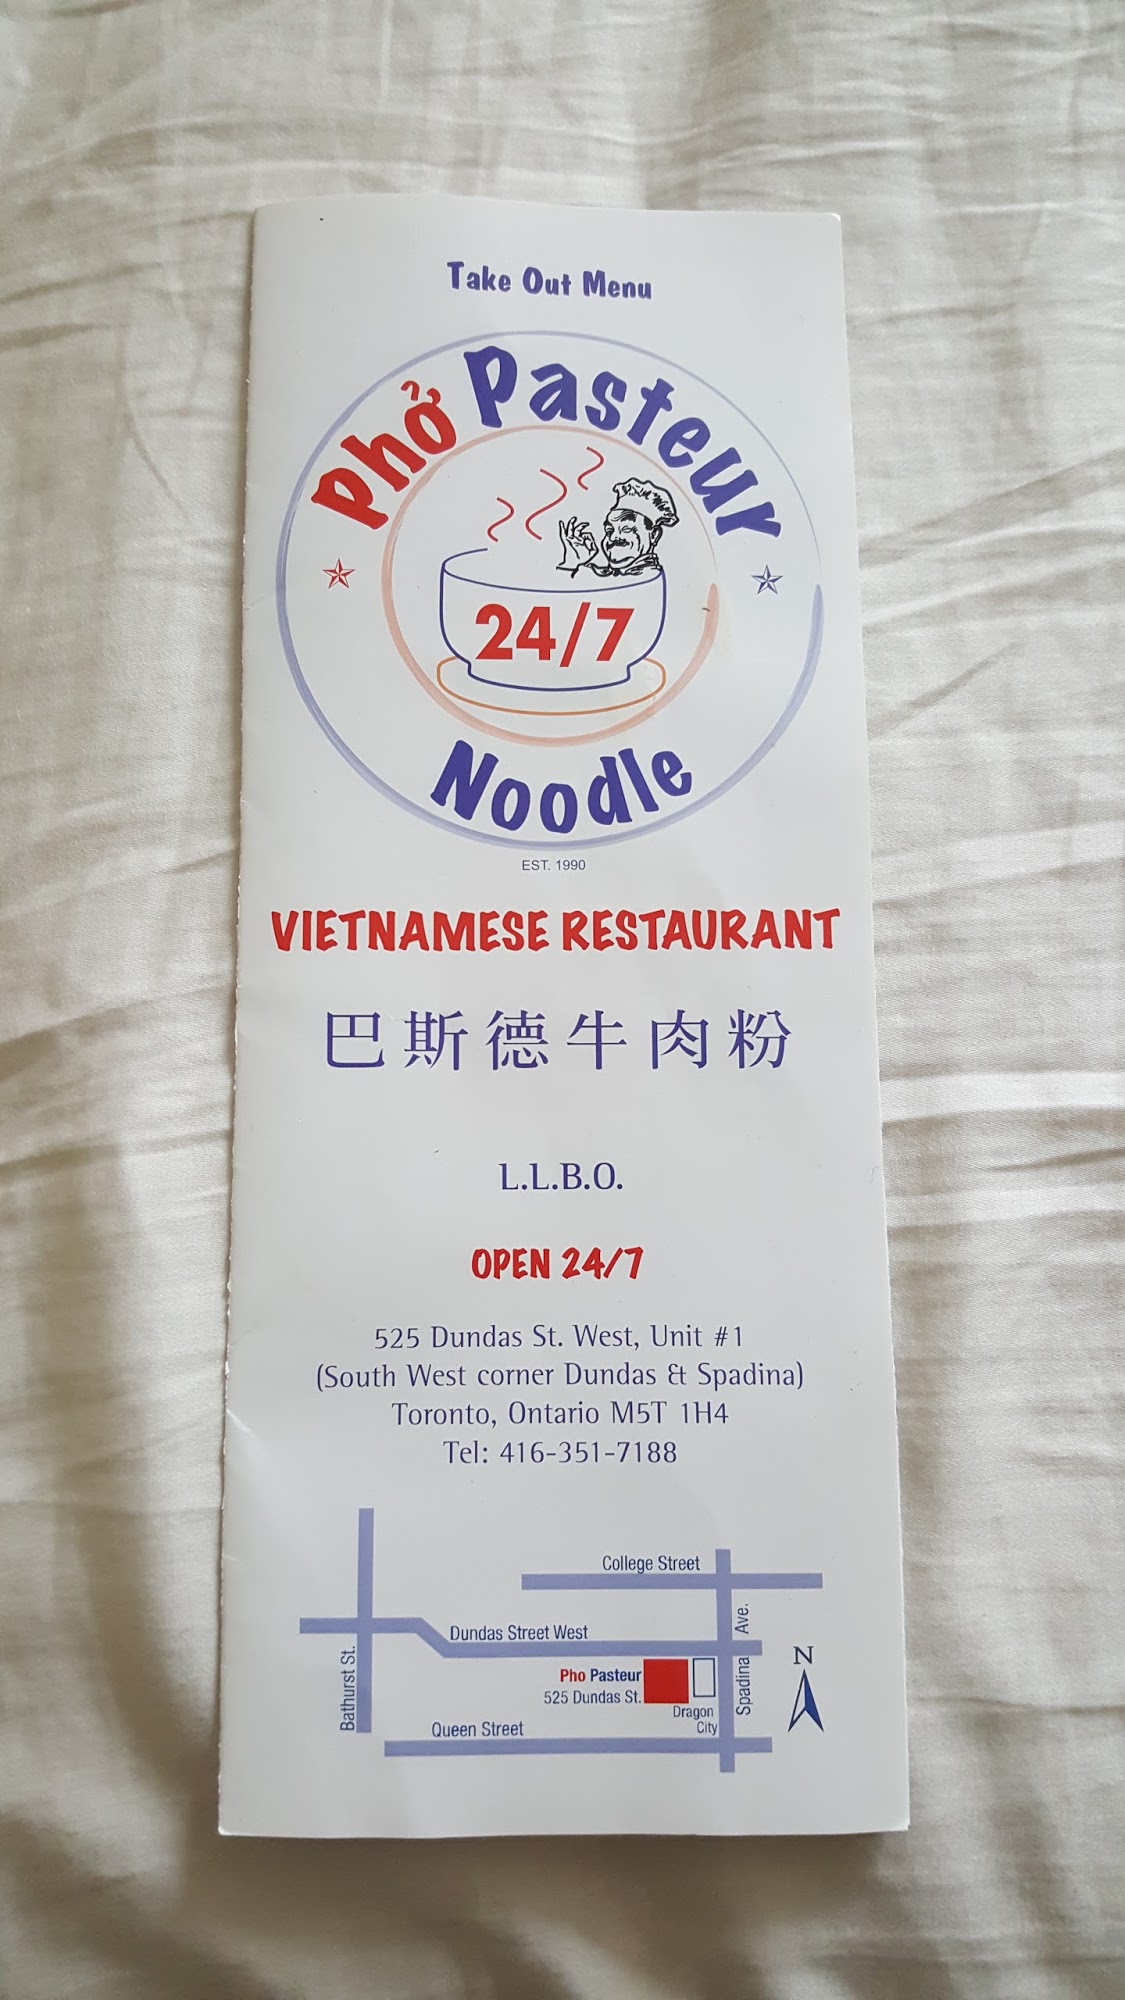 Take Out Menu
Phở Pasteur
24/7
Noodle
EST. 1990
VIETNAMESE RESTAURANT
巴斯德牛肉粉
L.L.B.O.
OPEN 24/7
525 Dundas St. West, Unit #1
(South West corner Dundas & Spadina)
Toronto, Ontario M5T 1H4
Tel: 416-351-7188
College Street
Dundas Street West
Spadina Ave.
Bathurst St.
N
Pho Pasteur
525 Dundas St.
Dragon
City
Queen Street